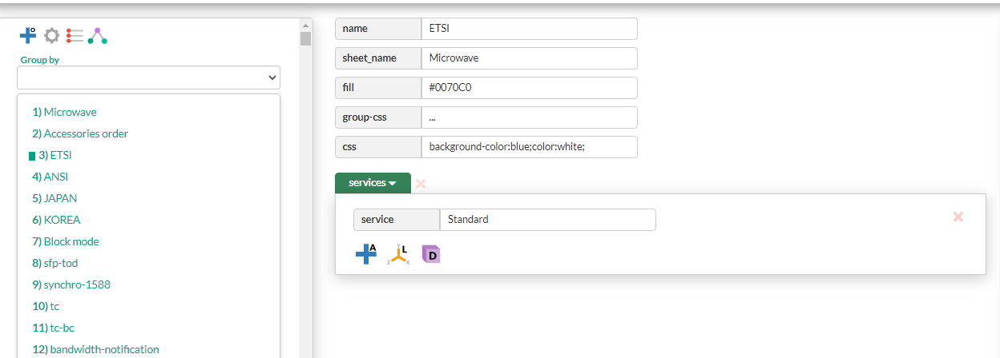 O
Group by
1) Microwave
2) Accessories order
3) ETSI
4) ANSI
5) JAPAN
6) KOREA
7) Block mode
8) sfp-tod
9) synchro-1588
10) tc
11) tc-bc
12) bandwidth-notification
name ETSI
sheet_name Microwave
fill #0070C0
group-css ...
css background-color:blue;color:white;
services
service Standard
A Y L Z X D